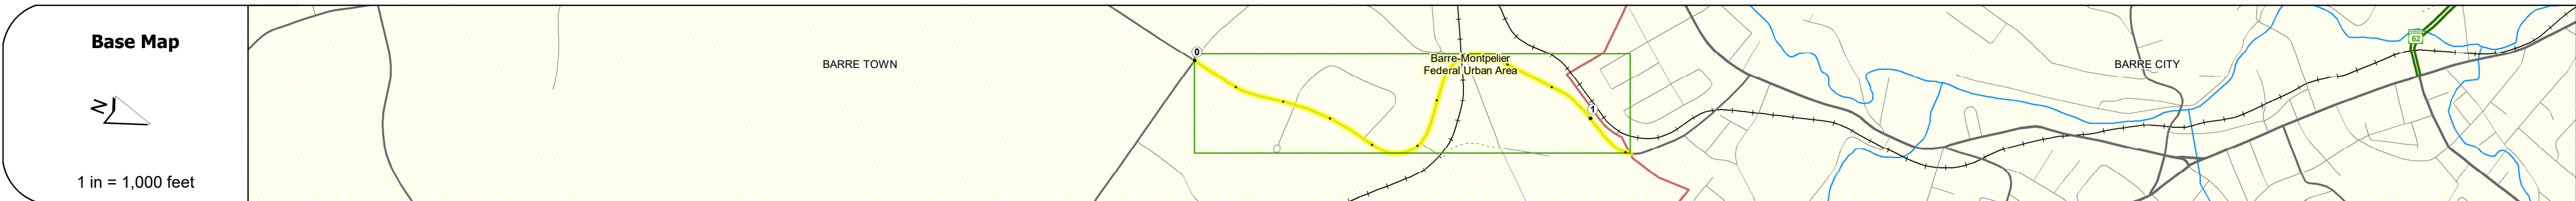 Base Map
N
1 in = 1,000 feet
BARRE TOWN
0
Barre-Montpelier
Federal Urban Area
1
BARRE CITY
62